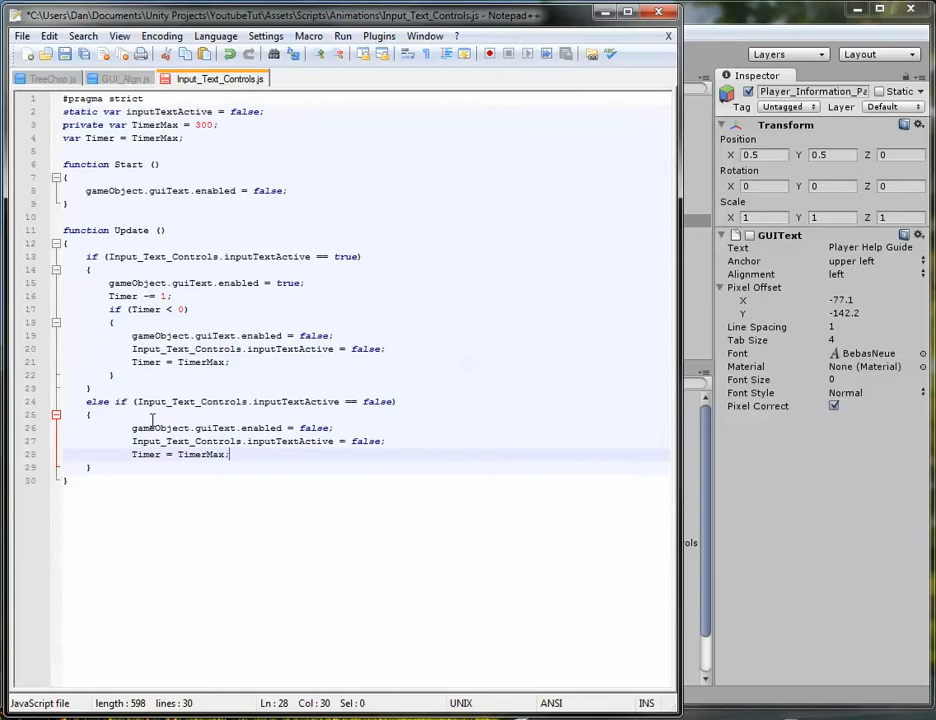 *C:\Users\Dan\Documents\Unity Projects\YoutubeTut\Assets\Scripts\Animations\Input_Text_Controls.js - Notepad++
File Edit Search View Encoding Language Settings Macro Run Plugins Window ? X
TreeChop.js GUI_Align.js Input_Text_Controls.js
1 #pragma strict
2 static var inputTextActive = false;
3 private var TimerMax = 300;
4 var Timer = TimerMax;
5
6 function Start ()
7 {
8 gameObject.guiText.enabled = false;
9 }
10
11 function Update ()
12 {
13 if (Input_Text_Controls.inputTextActive == true)
14 {
15 gameObject.guiText.enabled = true;
16 Timer -= 1;
17 if (Timer < 0)
18 {
19 gameObject.guiText.enabled = false;
20 Input_Text_Controls.inputTextActive = false;
21 Timer = TimerMax;
22 }
23 }
24 else if (Input_Text_Controls.inputTextActive == false)
25 {
26 gameObject.guiText.enabled = false;
27 Input_Text_Controls.inputTextActive = false;
28 Timer = TimerMax;
29 }
30 }
JavaScript file length : 598 lines : 30 Ln : 28 Col : 30 Sel : 0 UNIX ANSI INS
Layers Layout
Inspector
Player_Information_Pa Static
Tag Untagged Layer Default
Transform
Position
X 0.5 Y 0.5 Z 0
Rotation
X 0 Y 0 Z 0
Scale
X 1 Y 1 Z 1
GUIText
Text Player Help Guide
Anchor upper left
Alignment left
Pixel Offset
X -77.1
Y -142.2
Line Spacing 1
Tab Size 4
Font BebasNeue
Material None (Material)
Font Size 0
Font Style Normal
Pixel Correct
ols